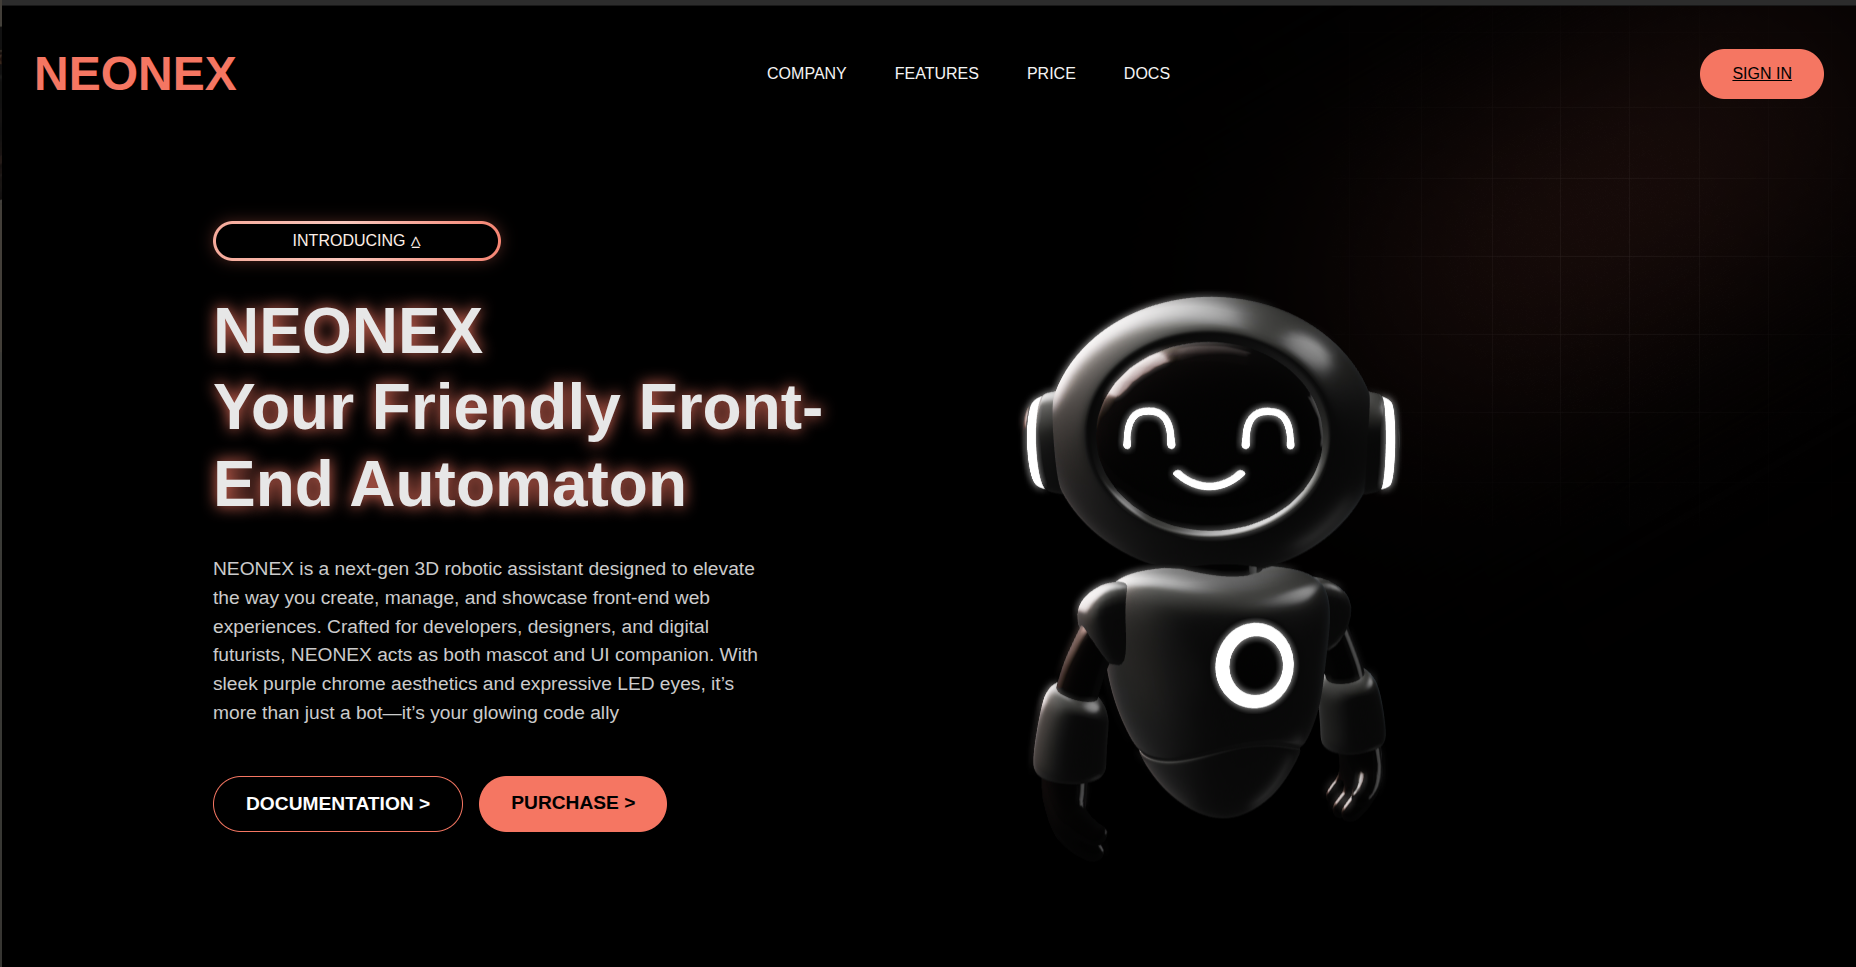 NEONEX
COMPANY
FEATURES
PRICE
DOCS
SIGN IN
INTRODUCING △
NEONEX
Your Friendly Front-
End Automaton
NEONEX is a next-gen 3D robotic assistant designed to elevate
the way you create, manage, and showcase front-end web
experiences. Crafted for developers, designers, and digital
futurists, NEONEX acts as both mascot and UI companion. With
sleek purple chrome aesthetics and expressive LED eyes, it’s
more than just a bot—it’s your glowing code ally
DOCUMENTATION >
PURCHASE >